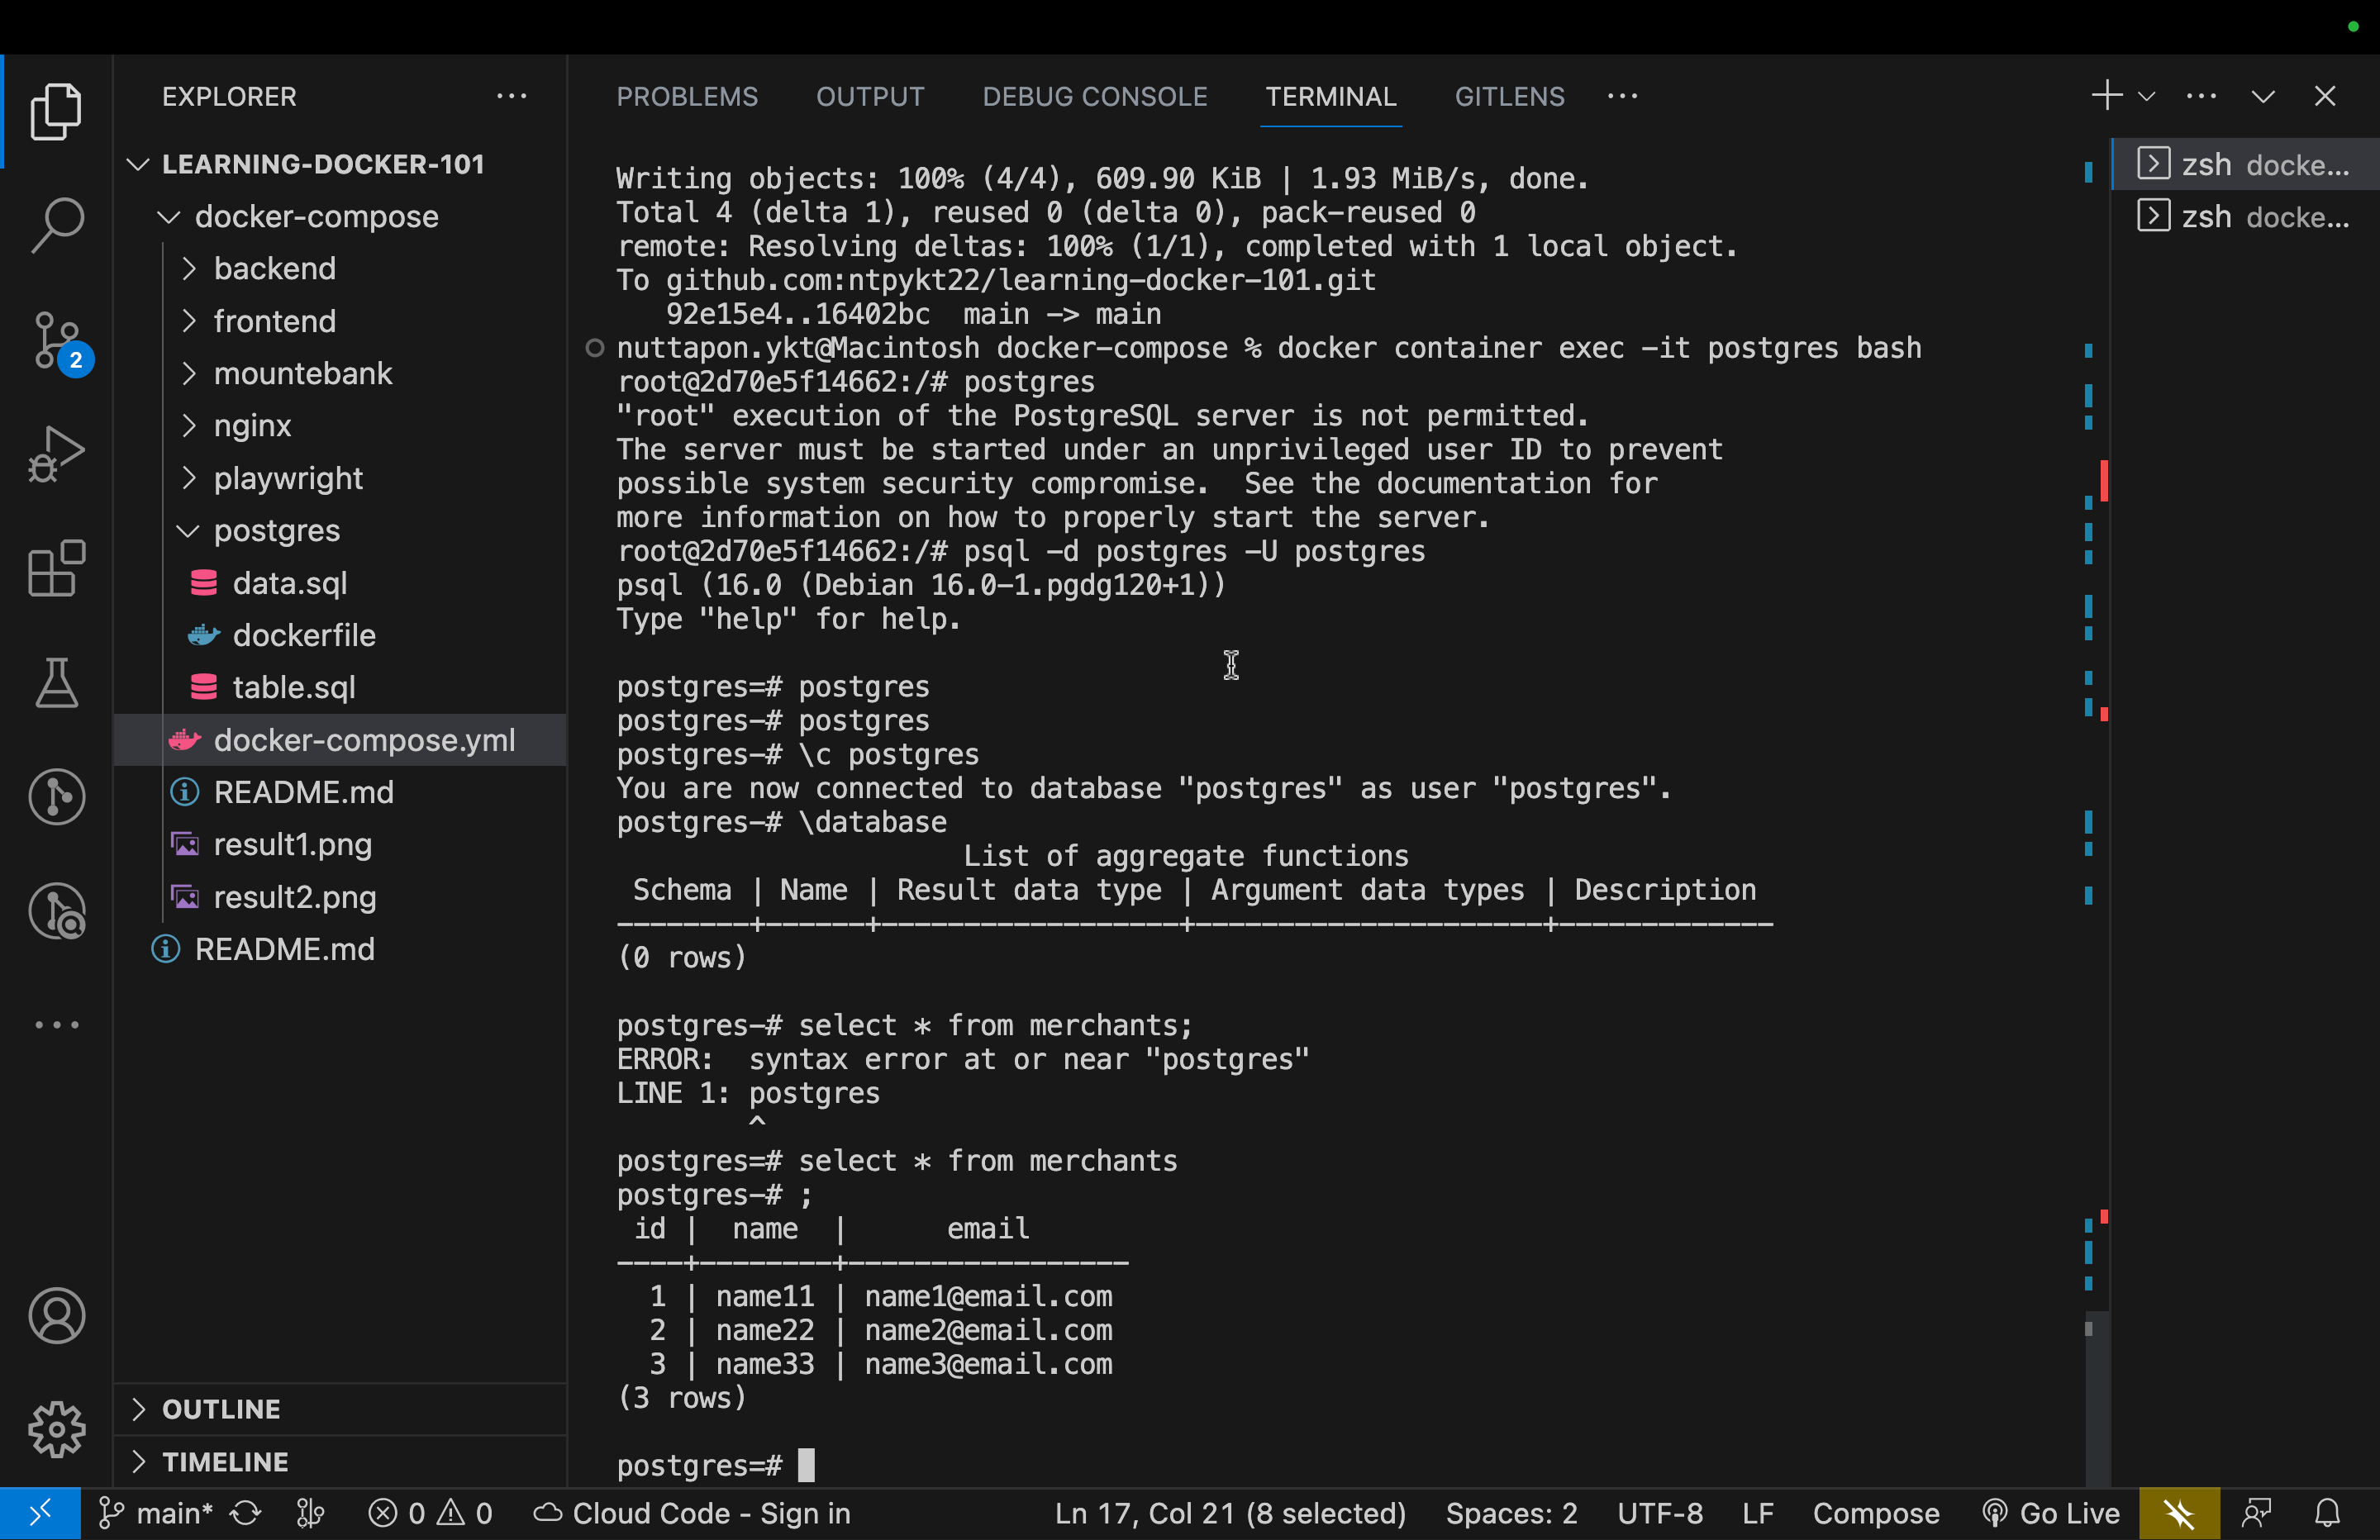 EXPLORER
LEARNING-DOCKER-101
docker-compose
backend
frontend
mountebank
nginx
playwright
postgres
data.sql
dockerfile
table.sql
docker-compose.yml
README.md
result1.png
result2.png
README.md
OUTLINE
TIMELINE
2
PROBLEMS OUTPUT DEBUG CONSOLE TERMINAL GITLENS
Writing objects: 100% (4/4), 609.90 KiB | 1.93 MiB/s, done.
Total 4 (delta 1), reused 0 (delta 0), pack-reused 0
remote: Resolving deltas: 100% (1/1), completed with 1 local object.
To github.com:ntpykt22/learning-docker-101.git
   92e15e4..16402bc  main -> main
nuttapon.ykt@Macintosh docker-compose % docker container exec -it postgres bash
root@2d70e5f14662:/# postgres
"root" execution of the PostgreSQL server is not permitted.
The server must be started under an unprivileged user ID to prevent
possible system security compromise.  See the documentation for
more information on how to properly start the server.
root@2d70e5f14662:/# psql -d postgres -U postgres
psql (16.0 (Debian 16.0-1.pgdg120+1))
Type "help" for help.
postgres=# postgres
postgres-# postgres
postgres-# \c postgres
You are now connected to database "postgres" as user "postgres".
postgres-# \database
                     List of aggregate functions
 Schema | Name | Result data type | Argument data types | Description
--------+------+------------------+---------------------+-------------
(0 rows)
postgres-# select * from merchants;
ERROR:  syntax error at or near "postgres"
LINE 1: postgres
        ^
postgres=# select * from merchants
postgres-# ;
 id |  name  |      email
----+--------+-----------------
  1 | name11 | name1@email.com
  2 | name22 | name2@email.com
  3 | name33 | name3@email.com
(3 rows)
postgres=#
zsh docke...
zsh docke...
main* 0 0 Cloud Code - Sign in Ln 17, Col 21 (8 selected) Spaces: 2 UTF-8 LF Compose Go Live